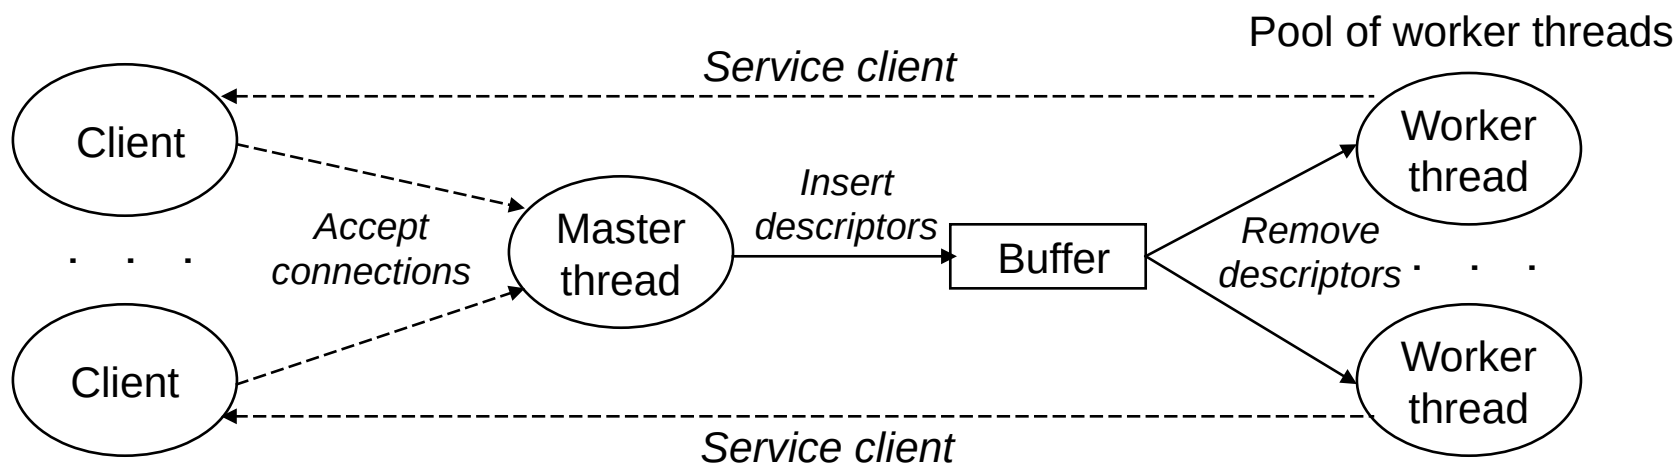 Pool of worker threads
Service client
Client
Worker
thread
Insert
descriptors
Accept
connections
Master
thread
Buffer
Remove
descriptors
. . .
. . .
Client
Worker
thread
Service client